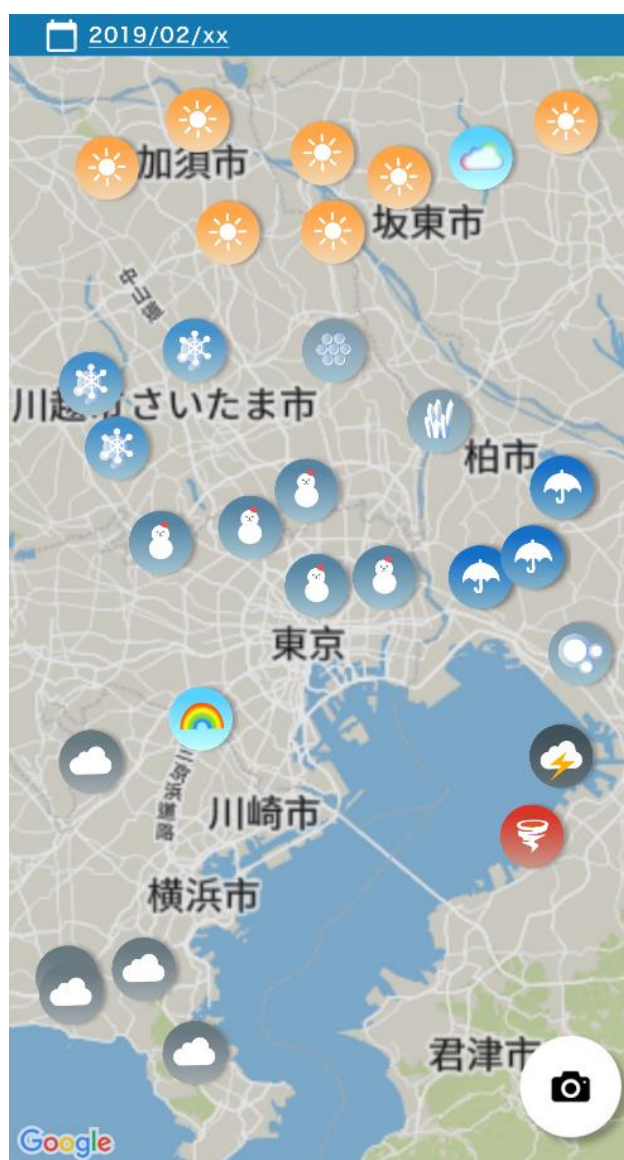 2019/02/xx
加須市
坂東市
中山道
川越市
さいたま市
柏市
東京
第三京浜道路
川崎市
横浜市
君津市
Google